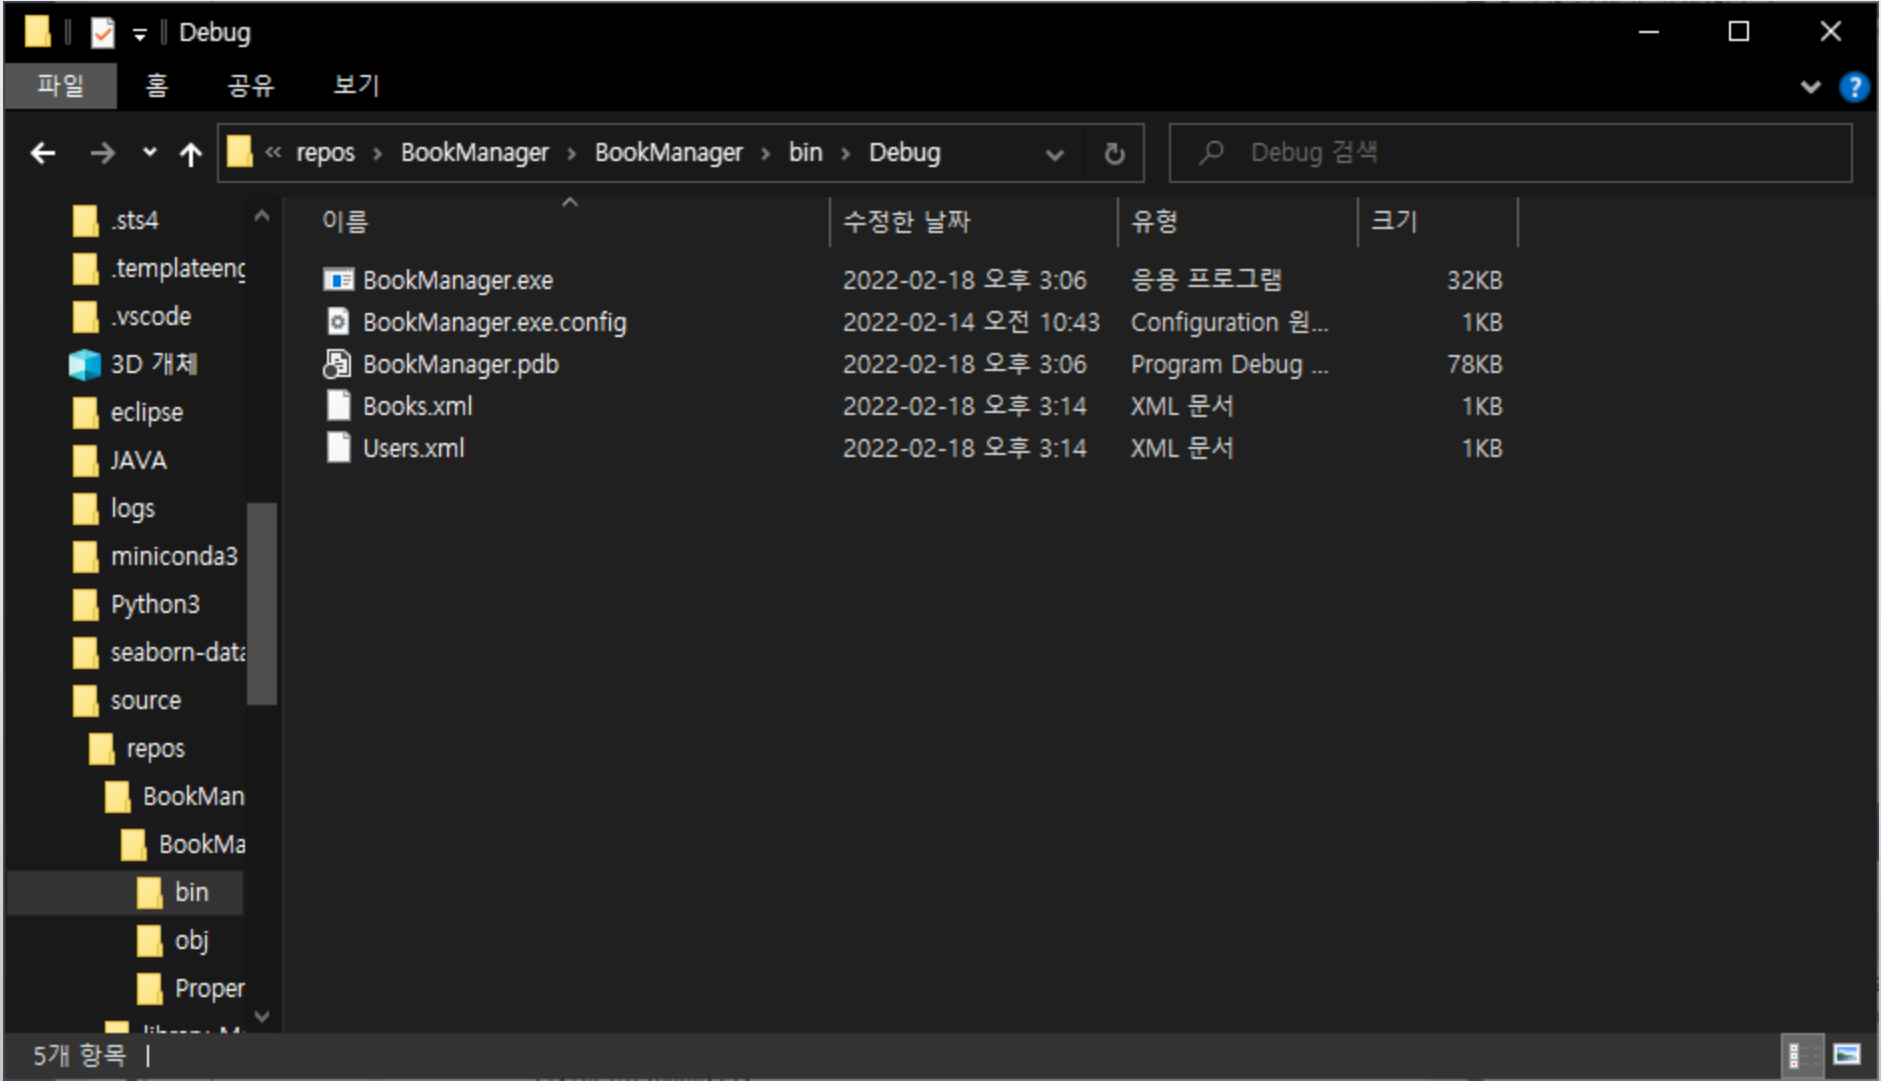 Debug
파일 홈 공유 보기
« repos › BookManager › BookManager › bin › Debug
Debug 검색
.sts4
.templateeng
.vscode
3D 개체
eclipse
JAVA
logs
miniconda3
Python3
seaborn-data
source
repos
BookMan
BookMa
bin
obj
Proper
이름 수정한 날짜 유형 크기
BookManager.exe 2022-02-18 오후 3:06 응용 프로그램 32KB
BookManager.exe.config 2022-02-14 오전 10:43 Configuration 원... 1KB
BookManager.pdb 2022-02-18 오후 3:06 Program Debug ... 78KB
Books.xml 2022-02-18 오후 3:14 XML 문서 1KB
Users.xml 2022-02-18 오후 3:14 XML 문서 1KB
5개 항목